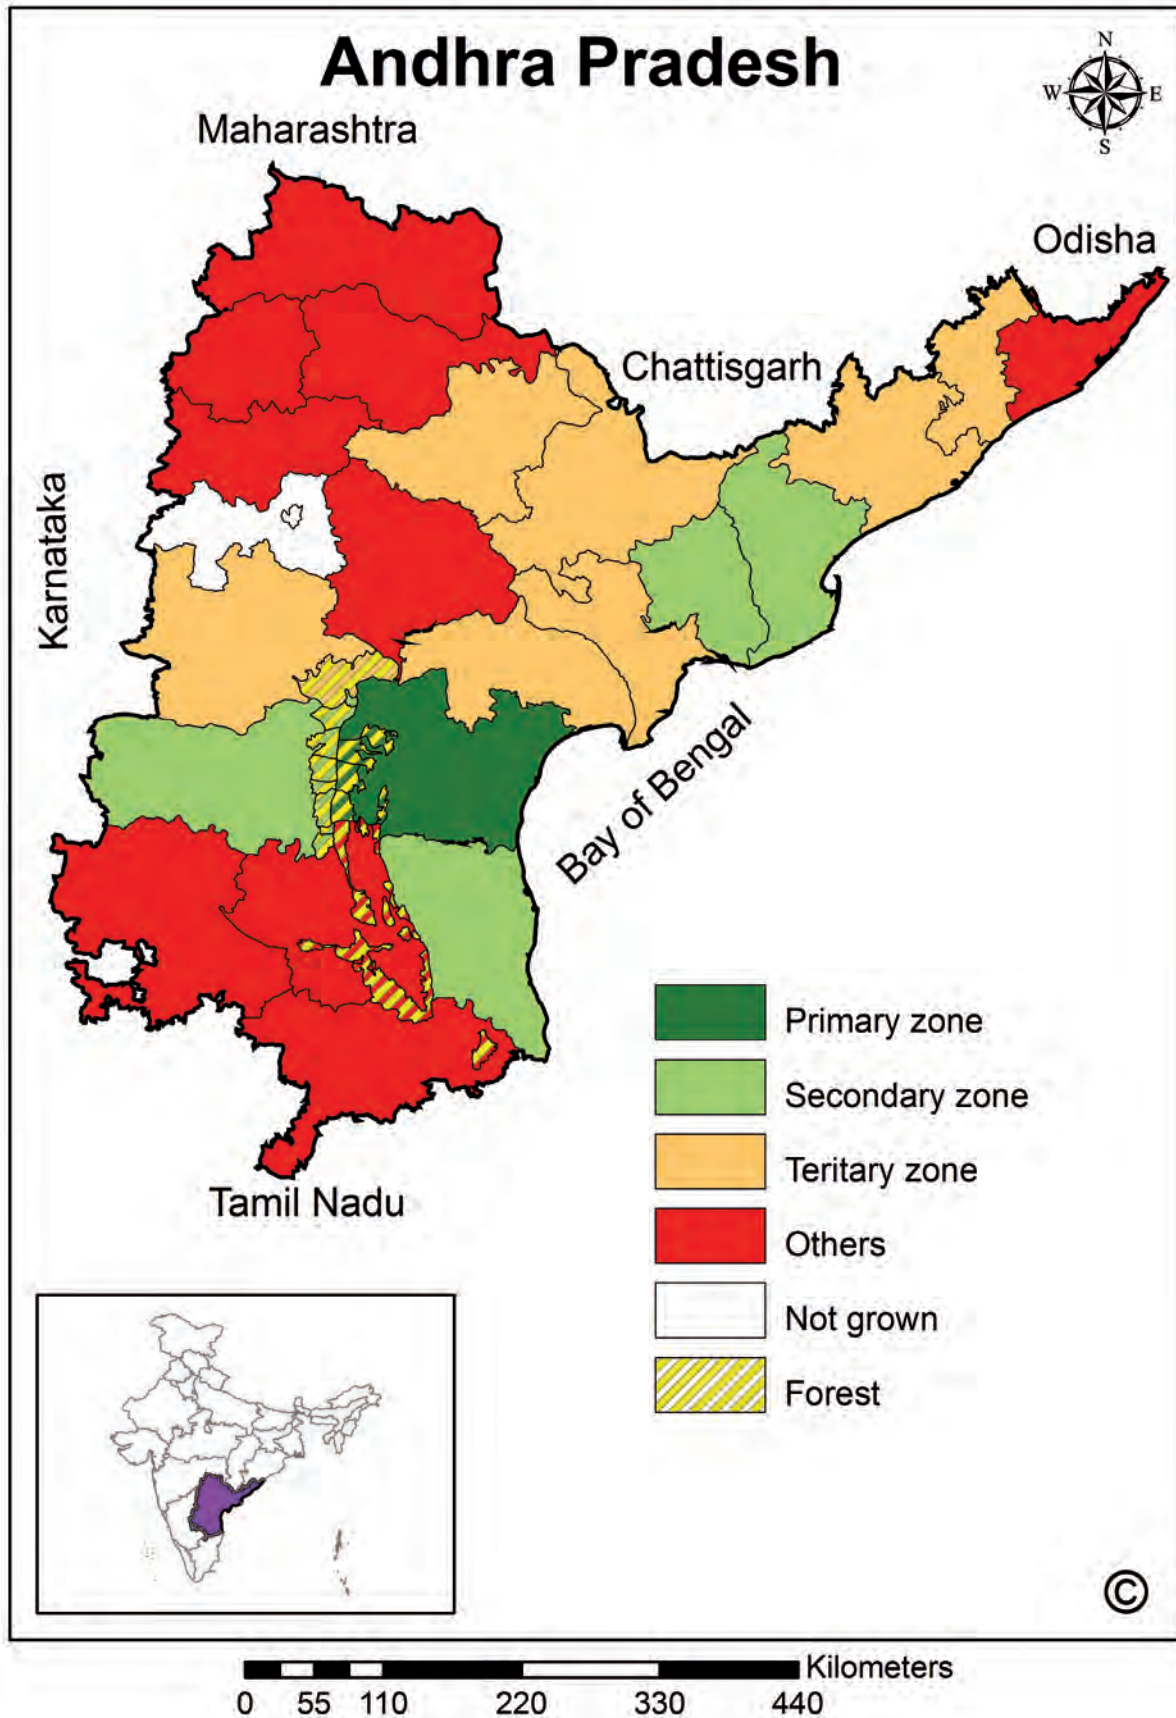 Andhra Pradesh
N
W
E
S
Maharashtra
Odisha
Chattisgarh
Karnataka
Bay of Bengal
Tamil Nadu
Primary zone
Secondary zone
Teritary zone
Others
Not grown
Forest
©
Kilometers
0 55 110 220 330 440